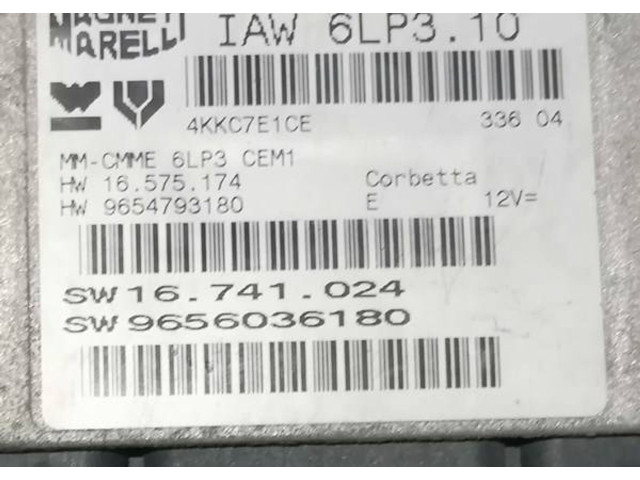 MAGNETI
MARELLI
IAW 6LP3.10
4KKC7E1CE 336 04
MM-CMME 6LP3 CEM1
HW 16.575.174 Corbetta
HW 9654793180 E 12V=
SW 16.741.024
SW 9656036180